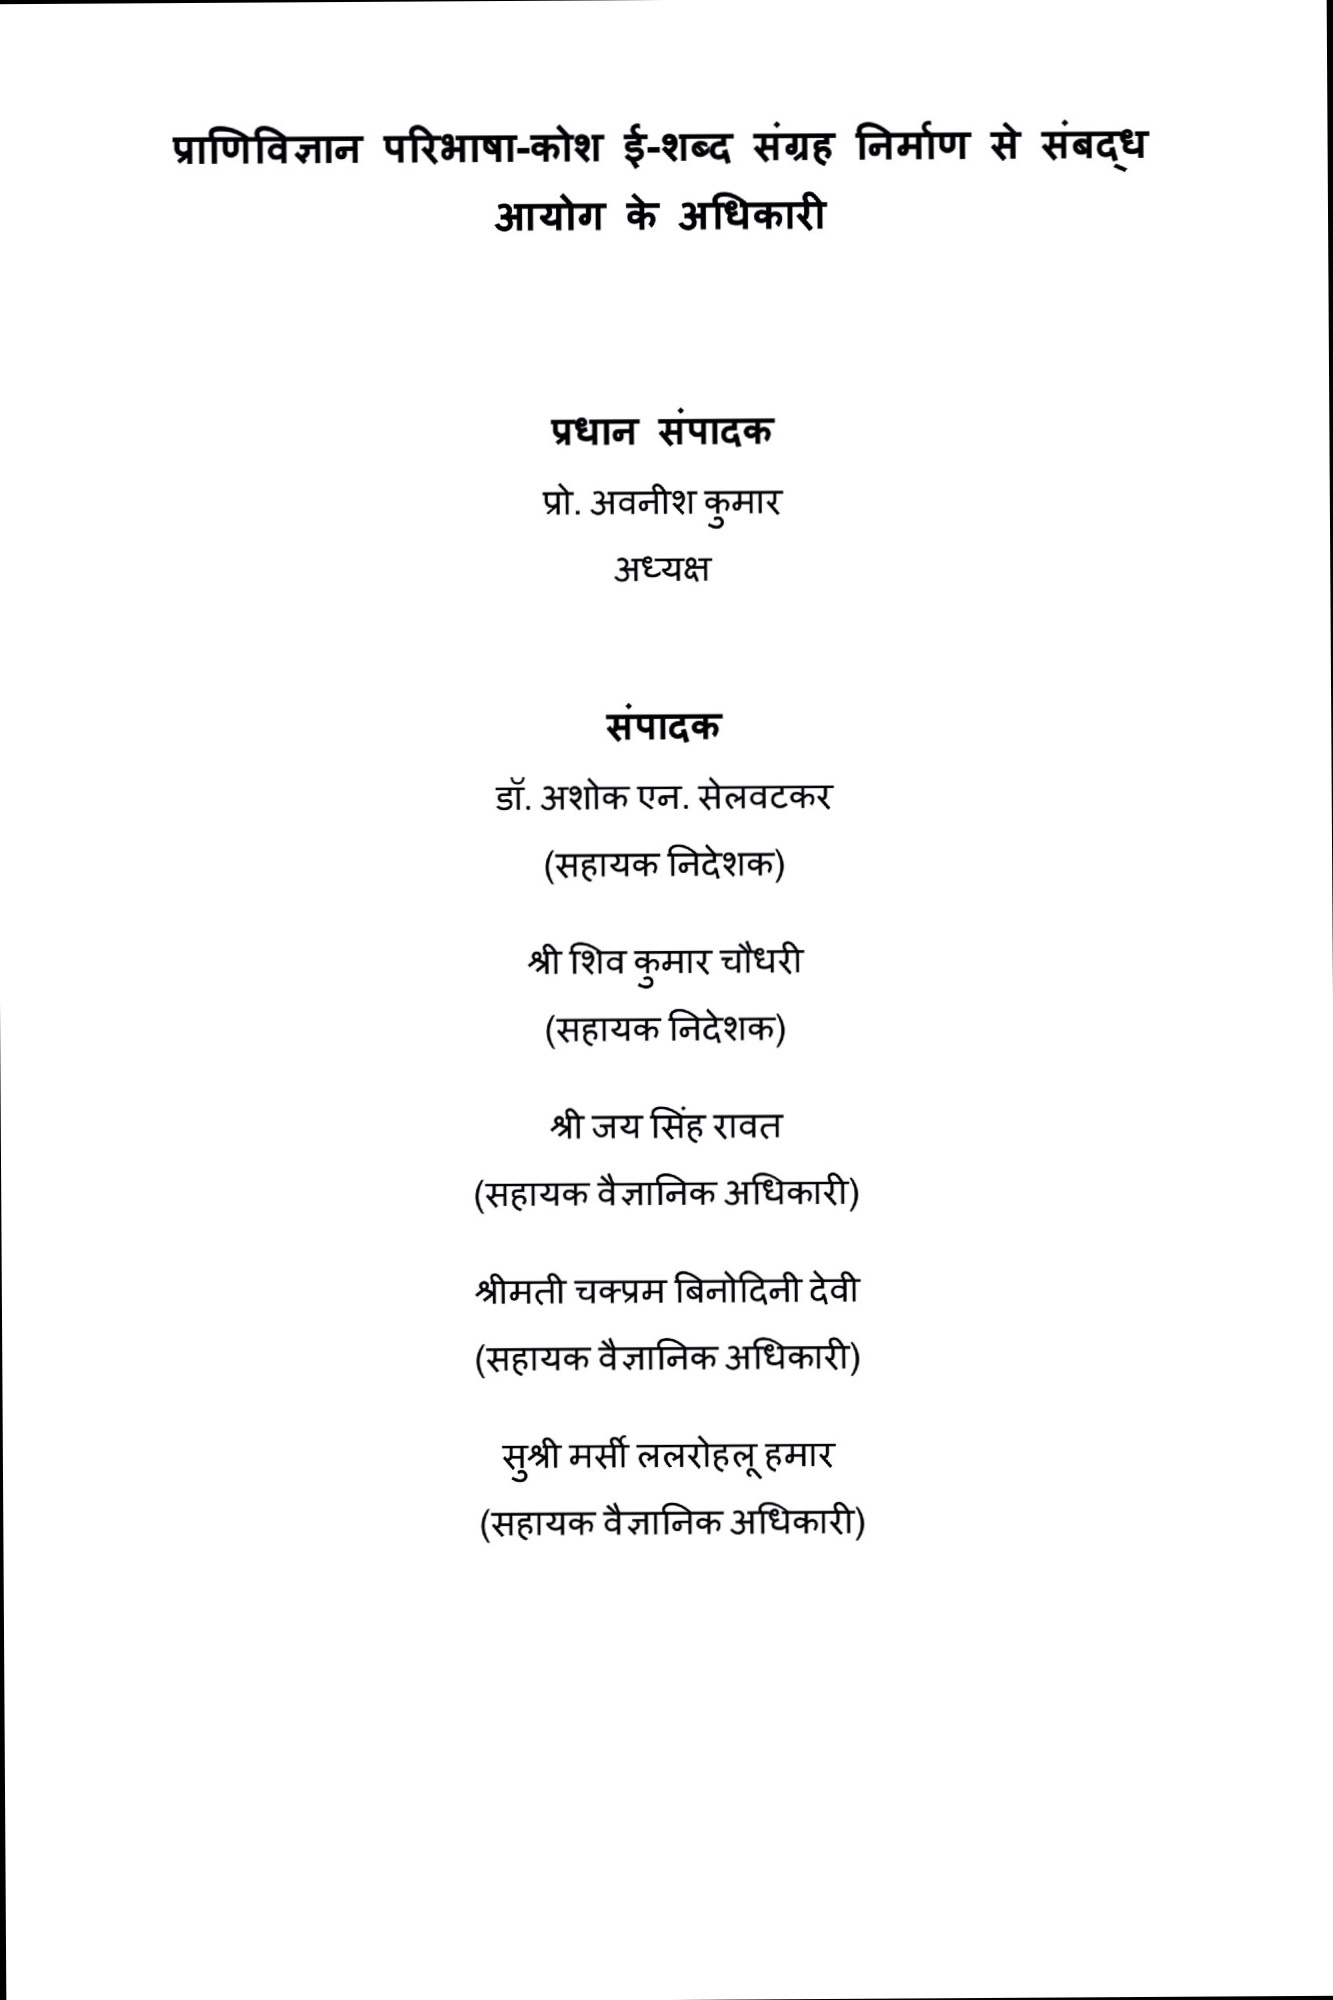 प्राणिविज्ञान परिभाषा-कोश ई-शब्द संग्रह निर्माण से संबद्‌ध
आयोग के अधिकारी
प्रधान संपादक
प्रो. अवनीश कुमार
अध्यक्ष
संपादक
डॉ. अशोक एन. सेलवटकर
(सहायक निदेशक)
श्री शिव कुमार चौधरी
(सहायक निदेशक)
श्री जय सिंह रावत
(सहायक वैज्ञानिक अधिकारी)
श्रीमती चक्प्रम बिनोदिनी देवी
(सहायक वैज्ञानिक अधिकारी)
सुश्री मर्सी ललरोहलू हमार
(सहायक वैज्ञानिक अधिकारी)